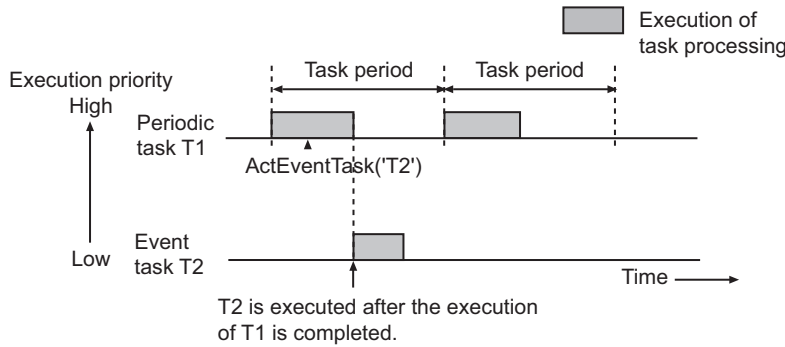 Execution of
task processing
Task period
Task period
Execution priority
High
Periodic
task T1
ActEventTask('T2')
Low
Event
task T2
Time
T2 is executed after the execution
of T1 is completed.